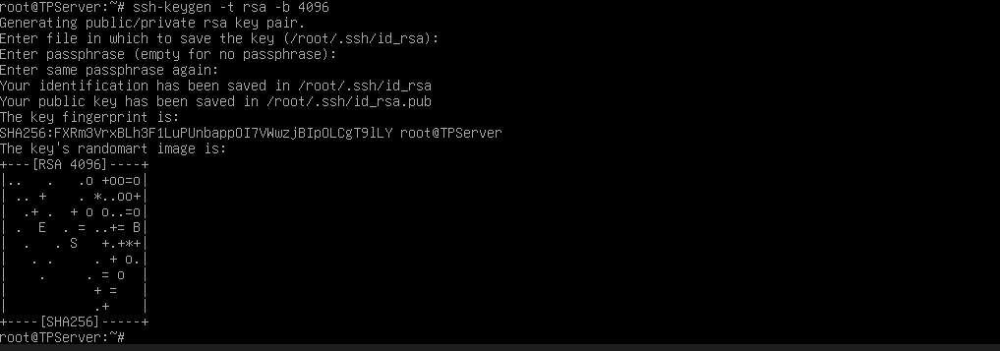 root@TPServer:~# ssh-keygen -t rsa -b 4096
Generating public/private rsa key pair.
Enter file in which to save the key (/root/.ssh/id_rsa):
Enter passphrase (empty for no passphrase):
Enter same passphrase again:
Your identification has been saved in /root/.ssh/id_rsa
Your public key has been saved in /root/.ssh/id_rsa.pub
The key fingerprint is:
SHA256:FXRm3VrxBLh3F1LuPUnbappOI7VWwzjBIpOLCgT9lLY root@TPServer
The key's randomart image is:
+---[RSA 4096]----+
|..   .   .o +oo=o|
| .. +    . *..oo+|
|  .+ .  + o o..=o|
| .  E  . = ..+= B|
|  .   . S   +.+*+|
|   . .     . + o.|
|    .     . = o  |
|           + =   |
|           .+    |
+----[SHA256]-----+
root@TPServer:~#